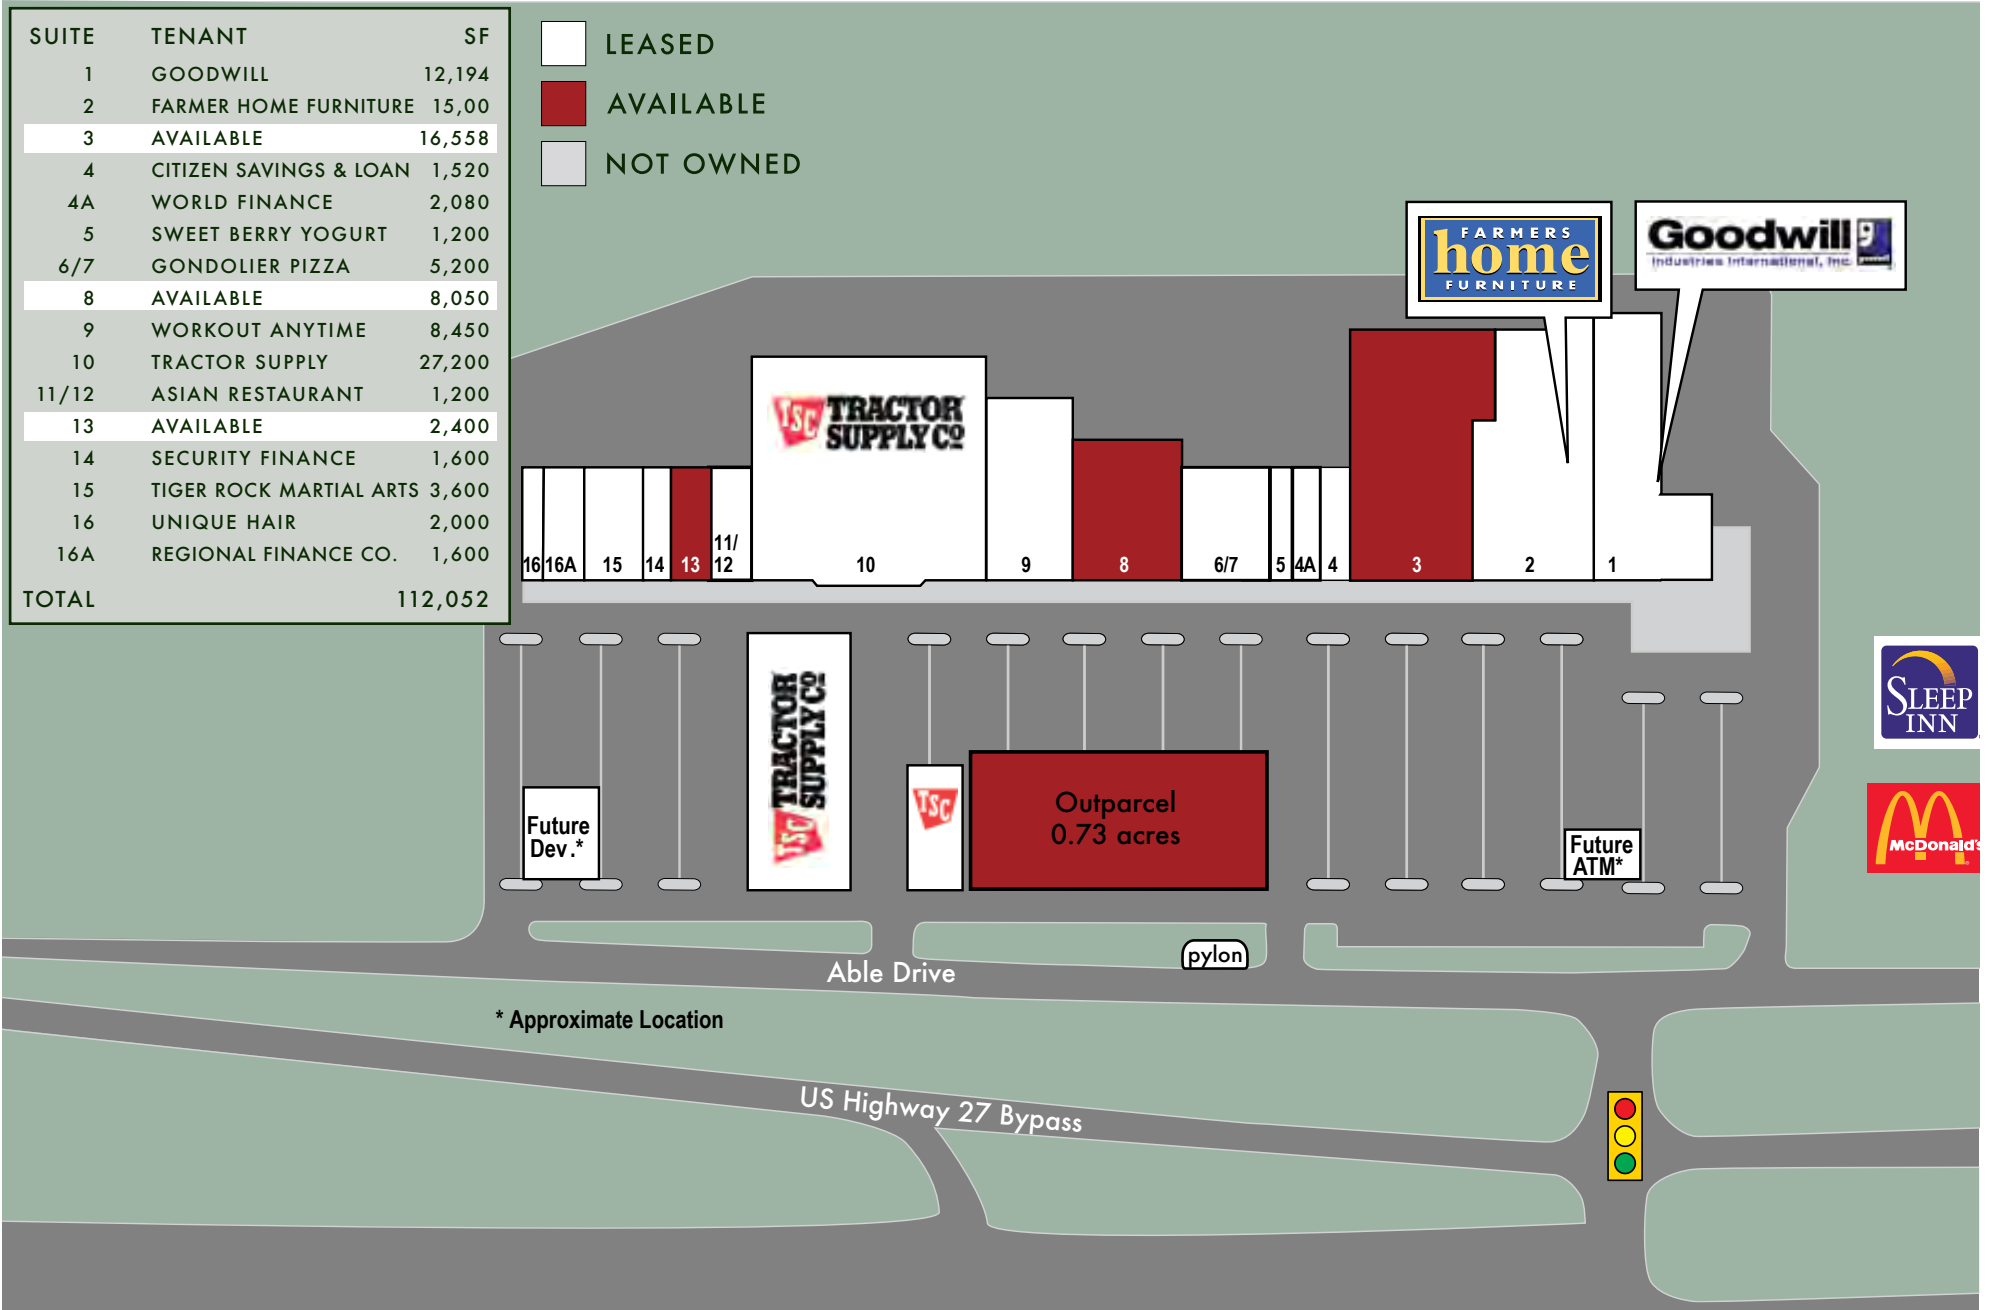 SUITE TENANT SF
1 GOODWILL 12,194
2 FARMER HOME FURNITURE 15,00
3 AVAILABLE 16,558
4 CITIZEN SAVINGS & LOAN 1,520
4A WORLD FINANCE 2,080
5 SWEET BERRY YOGURT 1,200
6/7 GONDOLIER PIZZA 5,200
8 AVAILABLE 8,050
9 WORKOUT ANYTIME 8,450
10 TRACTOR SUPPLY 27,200
11/12 ASIAN RESTAURANT 1,200
13 AVAILABLE 2,400
14 SECURITY FINANCE 1,600
15 TIGER ROCK MARTIAL ARTS 3,600
16 UNIQUE HAIR 2,000
16A REGIONAL FINANCE CO. 1,600
TOTAL 112,052
LEASED
AVAILABLE
NOT OWNED
FARMERS
home
FURNITURE
Goodwill
Industries International, Inc.
TSC TRACTOR
SUPPLY CO
16 16A 15 14 13
11/
12
10 9 8 6/7 5 4A 4 3 2 1
TSC TRACTOR
SUPPLY CO
TSC
Outparcel
0.73 acres
Future
Dev.*
Future
ATM*
SLEEP
INN
McDonald's
pylon
Able Drive
* Approximate Location
US Highway 27 Bypass